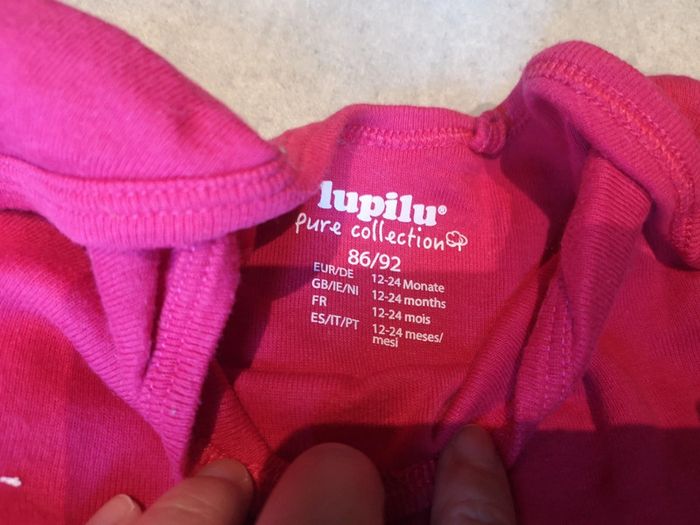 lupilu®
pure collection
86/92
EUR/DE 12-24 Monate
GB/IE/NI 12-24 months
FR 12-24 mois
ES/IT/PT 12-24 meses/
mesi